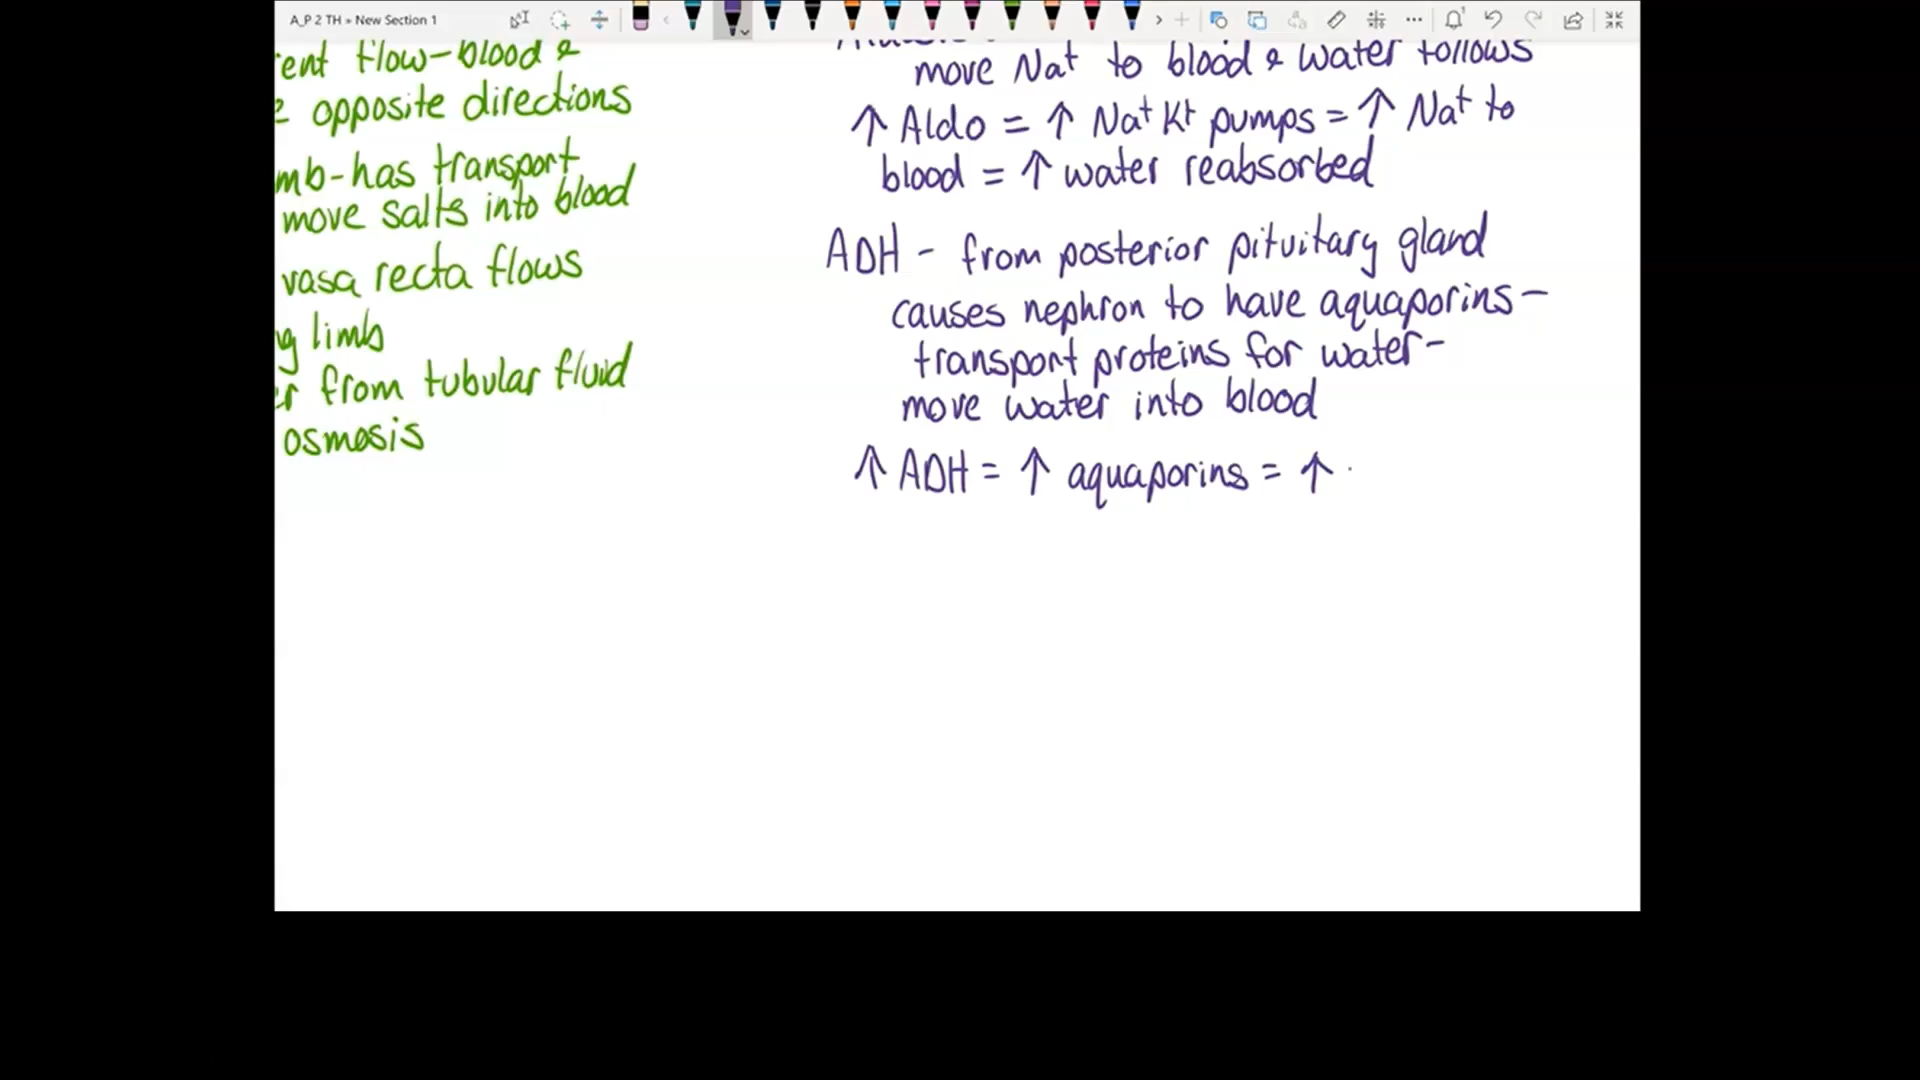 A_P 2 TH » New Section 1
flow-blood &
opposite directions
-has transport
move salts into blood
vasa recta flows
limb
from tubular fluid
osmosis
move Na+ to blood & water follows
↑ Aldo = ↑ Na+ K+ pumps = ↑ Na+ to
blood = ↑ water reabsorbed
ADH - from posterior pituitary gland
causes nephron to have aquaporins-
transport proteins for water-
move water into blood
↑ ADH = ↑ aquaporins = ↑